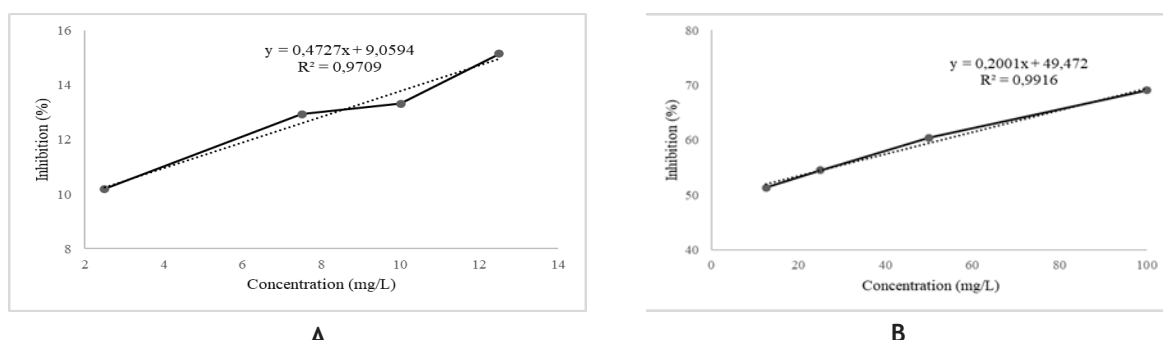 16
14
12
10
8
Inhibition (%)
y = 0,4727x + 9,0594
R² = 0,9709
2 4 6 8 10 12 14
Concentration (mg/L)
A
80
70
60
50
40
Inhibition (%)
y = 0,2001x + 49,472
R² = 0,9916
0 20 40 60 80 100
Concentration (mg/L)
B